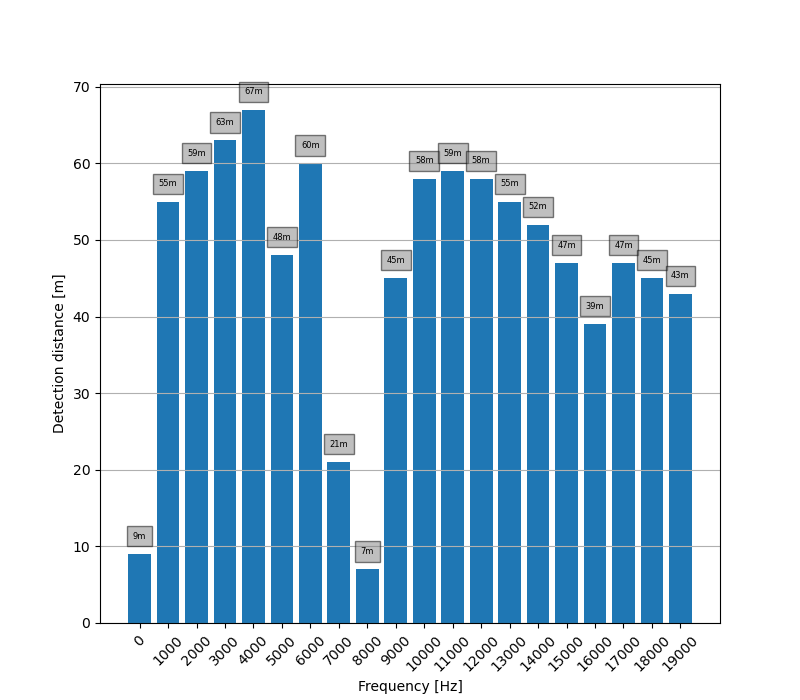 70
60
50
40
30
20
10
0
Detection distance [m]
9m
55m
59m
63m
67m
48m
60m
21m
7m
45m
58m
59m
58m
55m
52m
47m
39m
47m
45m
43m
0
1000
2000
3000
4000
5000
6000
7000
8000
9000
10000
11000
12000
13000
14000
15000
16000
17000
18000
19000
Frequency [Hz]